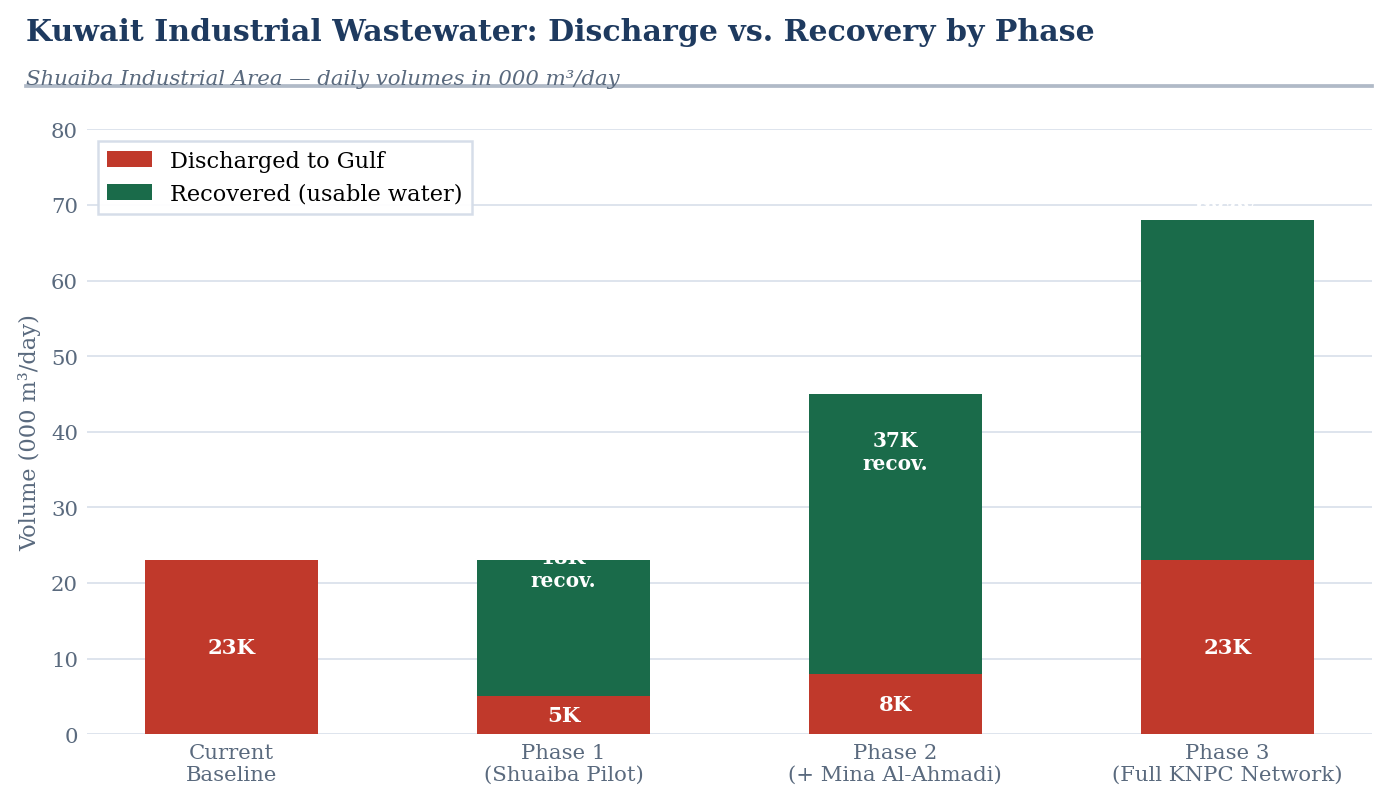 Kuwait Industrial Wastewater: Discharge vs. Recovery by Phase
Shuaiba Industrial Area — daily volumes in 000 m³/day
80
Discharged to Gulf
Recovered (usable water)
70
60
50
40
30
20
10
0
Volume (000 m³/day)
23K
recov.
5K
37K
recov.
8K
23K
Current
Baseline
Phase 1
(Shuaiba Pilot)
Phase 2
(+ Mina Al-Ahmadi)
Phase 3
(Full KNPC Network)